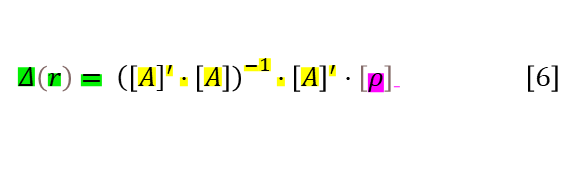 Δ(r) = ([A]′ · [A])⁻¹ · [A]′ · [ρ] [6]